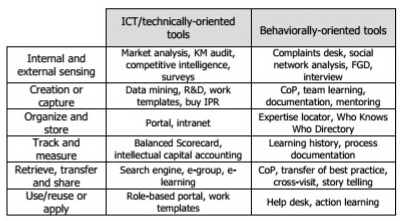 ICT/technically-oriented tools
Behaviorally-oriented tools
Internal and external sensing
Market analysis, KM audit,
competitive intelligence,
surveys
Complaints desk, social
network analysis, FGD,
interview
Creation or capture
Data mining, R&D, work
templates, buy IPR
CoP, team learning,
documentation, mentoring
Organize and store
Portal, intranet
Expertise locator, Who Knows
Who Directory
Track and measure
Balanced Scorecard,
intellectual capital accounting
Learning history, process
documentation
Retrieve, transfer and share
Search engine, e-group, e-
learning
CoP, transfer of best practice,
cross-visit, story telling
Use/reuse or apply
Role-based portal, work
templates
Help desk, action learning